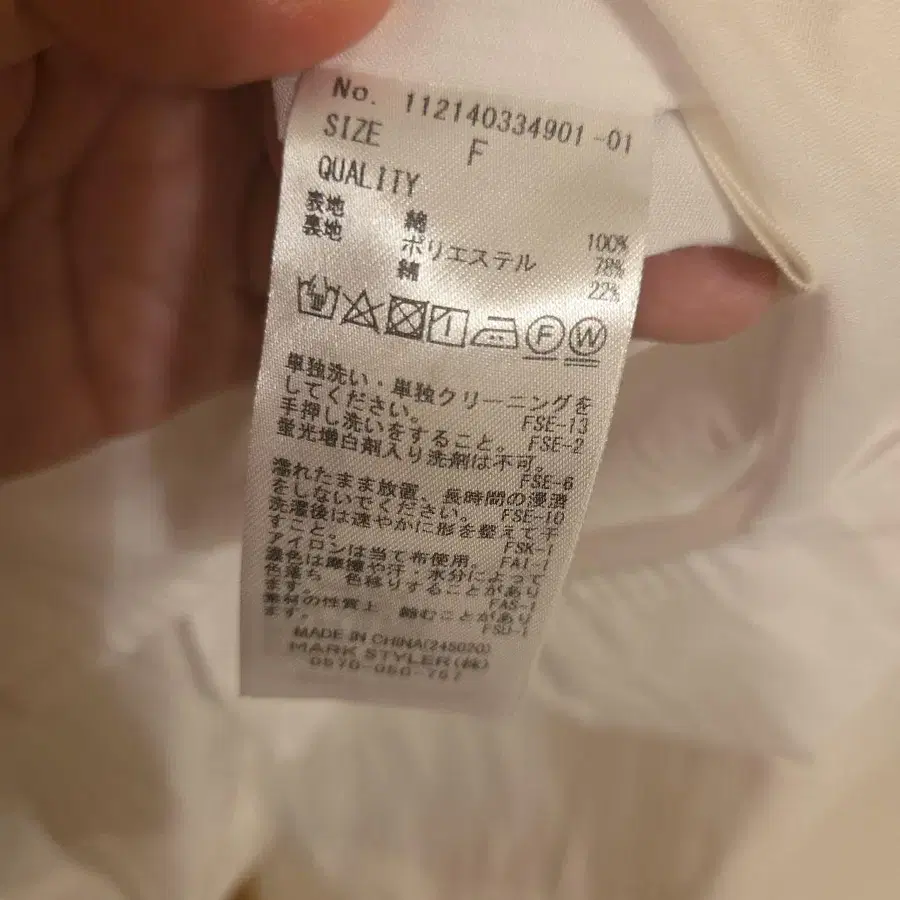 No. 112140334901-01
SIZE F
QUALITY
表地 綿 100%
裏地 ポリエステル 78%
綿 22%
F W
単独洗い・単独クリーニングを
してください。 FSE-13
手押し洗いをすること。 FSE-2
蛍光増白剤入り洗剤は不可。
FSE-6
濡れたまま放置、長時間の浸漬
をしないでください。 FSE-10
洗濯後は速やかに形を整えて干
すこと。 FSK-1
アイロンは当て布使用。 FAI-1
濃色は摩擦や汗・水分によって
色落ち 色移りすることがあり
ます。 FAS-1
素材の性質上 縮むことがあり
ます。 FSU-1
MADE IN CHINA(245020)
MARK STYLER(株)
0570-050-767